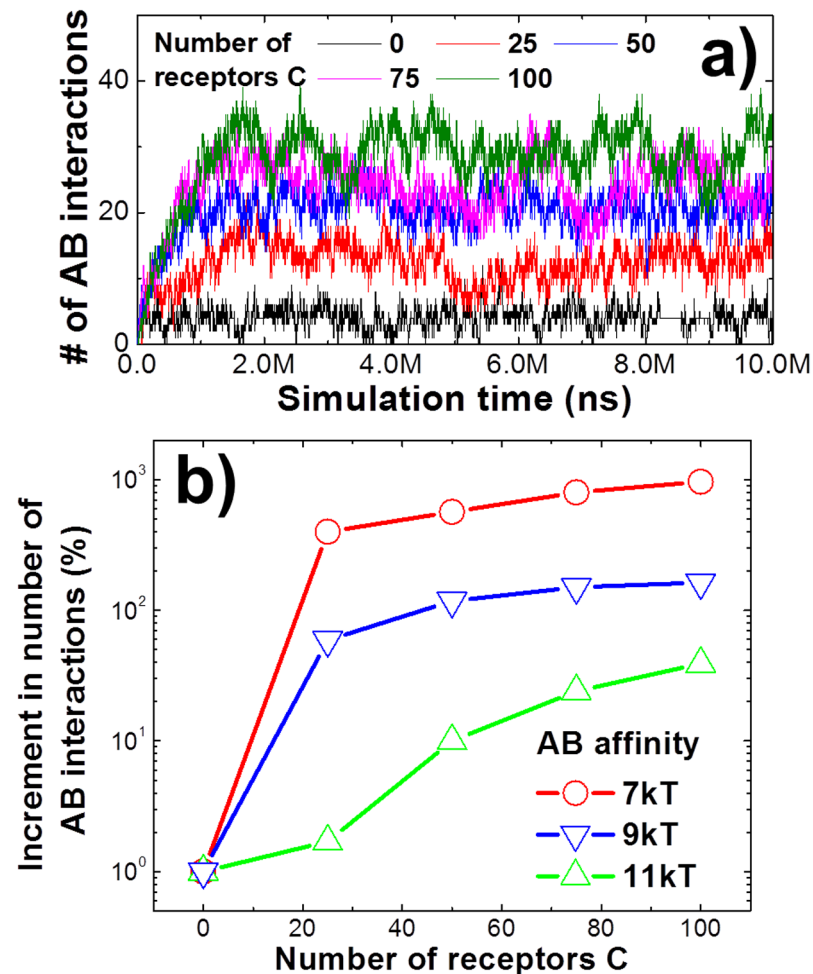 a)
Number of 0 25 50
receptors C 75 100
# of AB interactions
40
20
0
0.0 2.0M 4.0M 6.0M 8.0M 10.0M
Simulation time (ns)
b)
Increment in number of
AB interactions (%)
10³
10²
10¹
10⁰
AB affinity
7kT
9kT
11kT
0 20 40 60 80 100
Number of receptors C